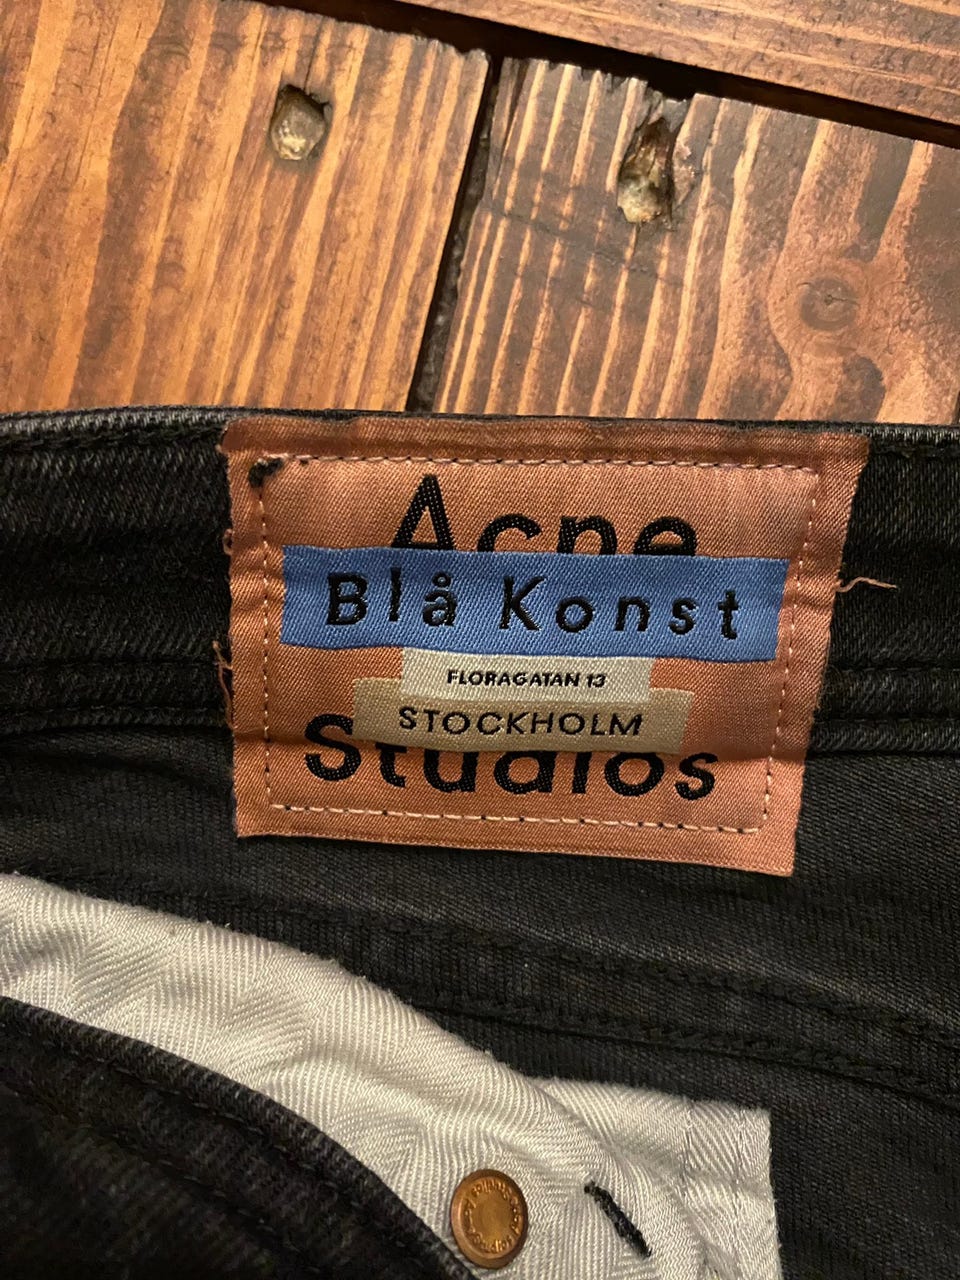 Acne
Blå Konst
FLORAGATAN 13
STOCKHOLM
Studios